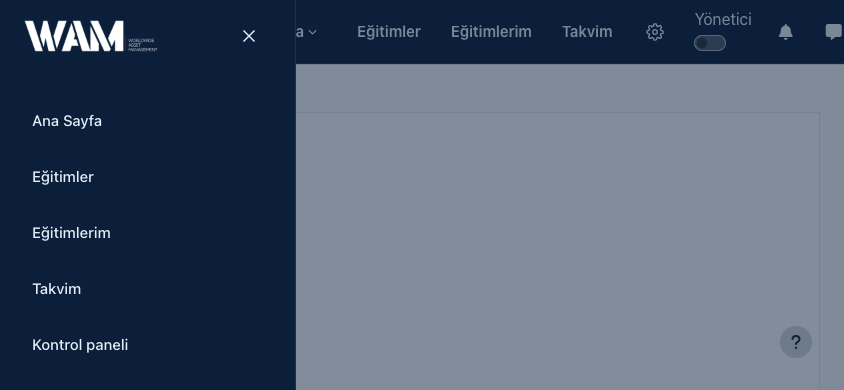 WAM
WORLDWIDE
ASSET
MANAGEMENT
a
Eğitimler
Eğitimlerim
Takvim
Yönetici
Ana Sayfa
Eğitimler
Eğitimlerim
Takvim
Kontrol paneli
?